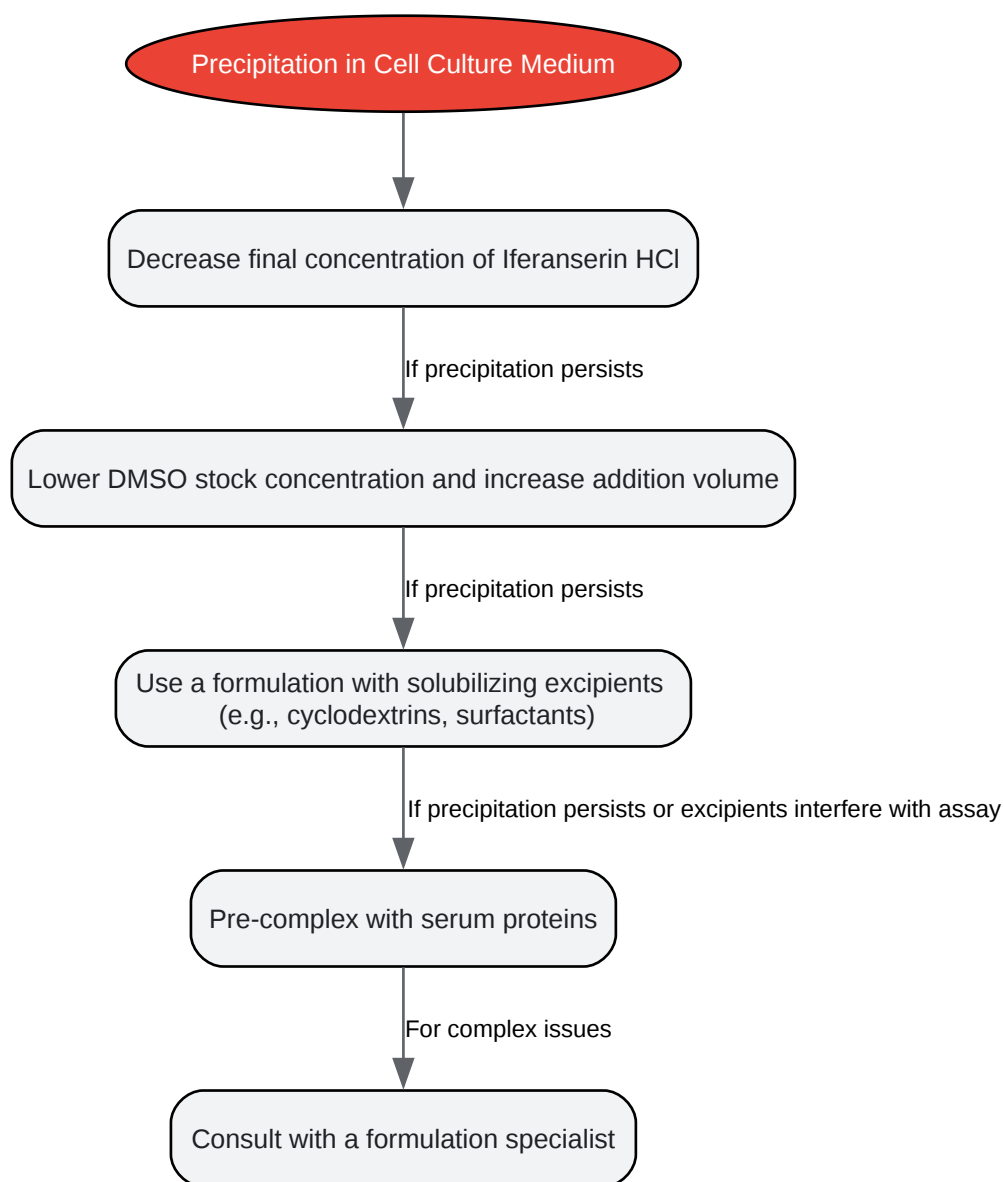 Precipitation in Cell Culture Medium
Decrease final concentration of Iferanserin HCl
If precipitation persists
Lower DMSO stock concentration and increase addition volume
If precipitation persists
Use a formulation with solubilizing excipients
(e.g., cyclodextrins, surfactants)
If precipitation persists or excipients interfere with assay
Pre-complex with serum proteins
For complex issues
Consult with a formulation specialist